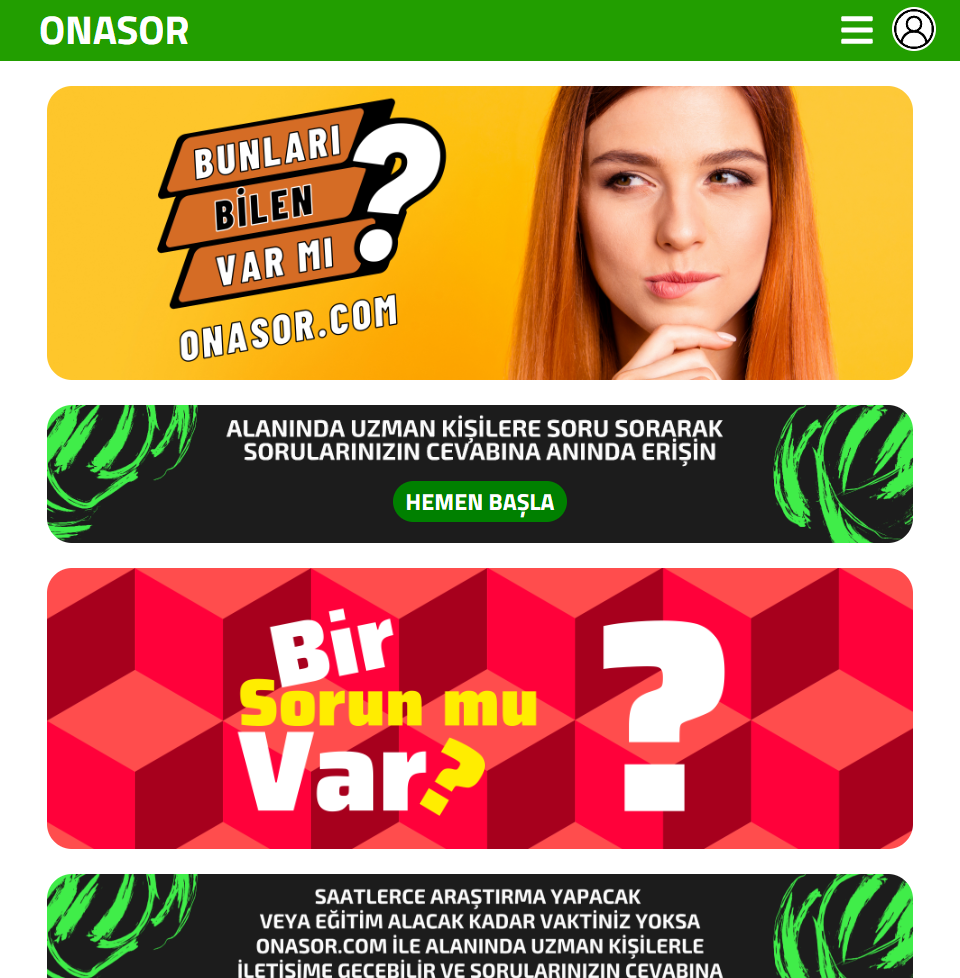 ONASOR
BUNLARI
BİLEN
VAR MI
?
ONASOR.COM
ALANINDA UZMAN KİŞİLERE SORU SORARAK
SORULARINIZIN CEVABINA ANINDA ERİŞİN
HEMEN BAŞLA
Bir
Sorun mu
Var?
?
SAATLERCE ARAŞTIRMA YAPACAK
VEYA EĞİTİM ALACAK KADAR VAKTİNİZ YOKSA
ONASOR.COM İLE ALANINDA UZMAN KİŞİLERLE
İLETİŞİME GEÇEBİLİR VE SORULARINIZIN CEVABINA